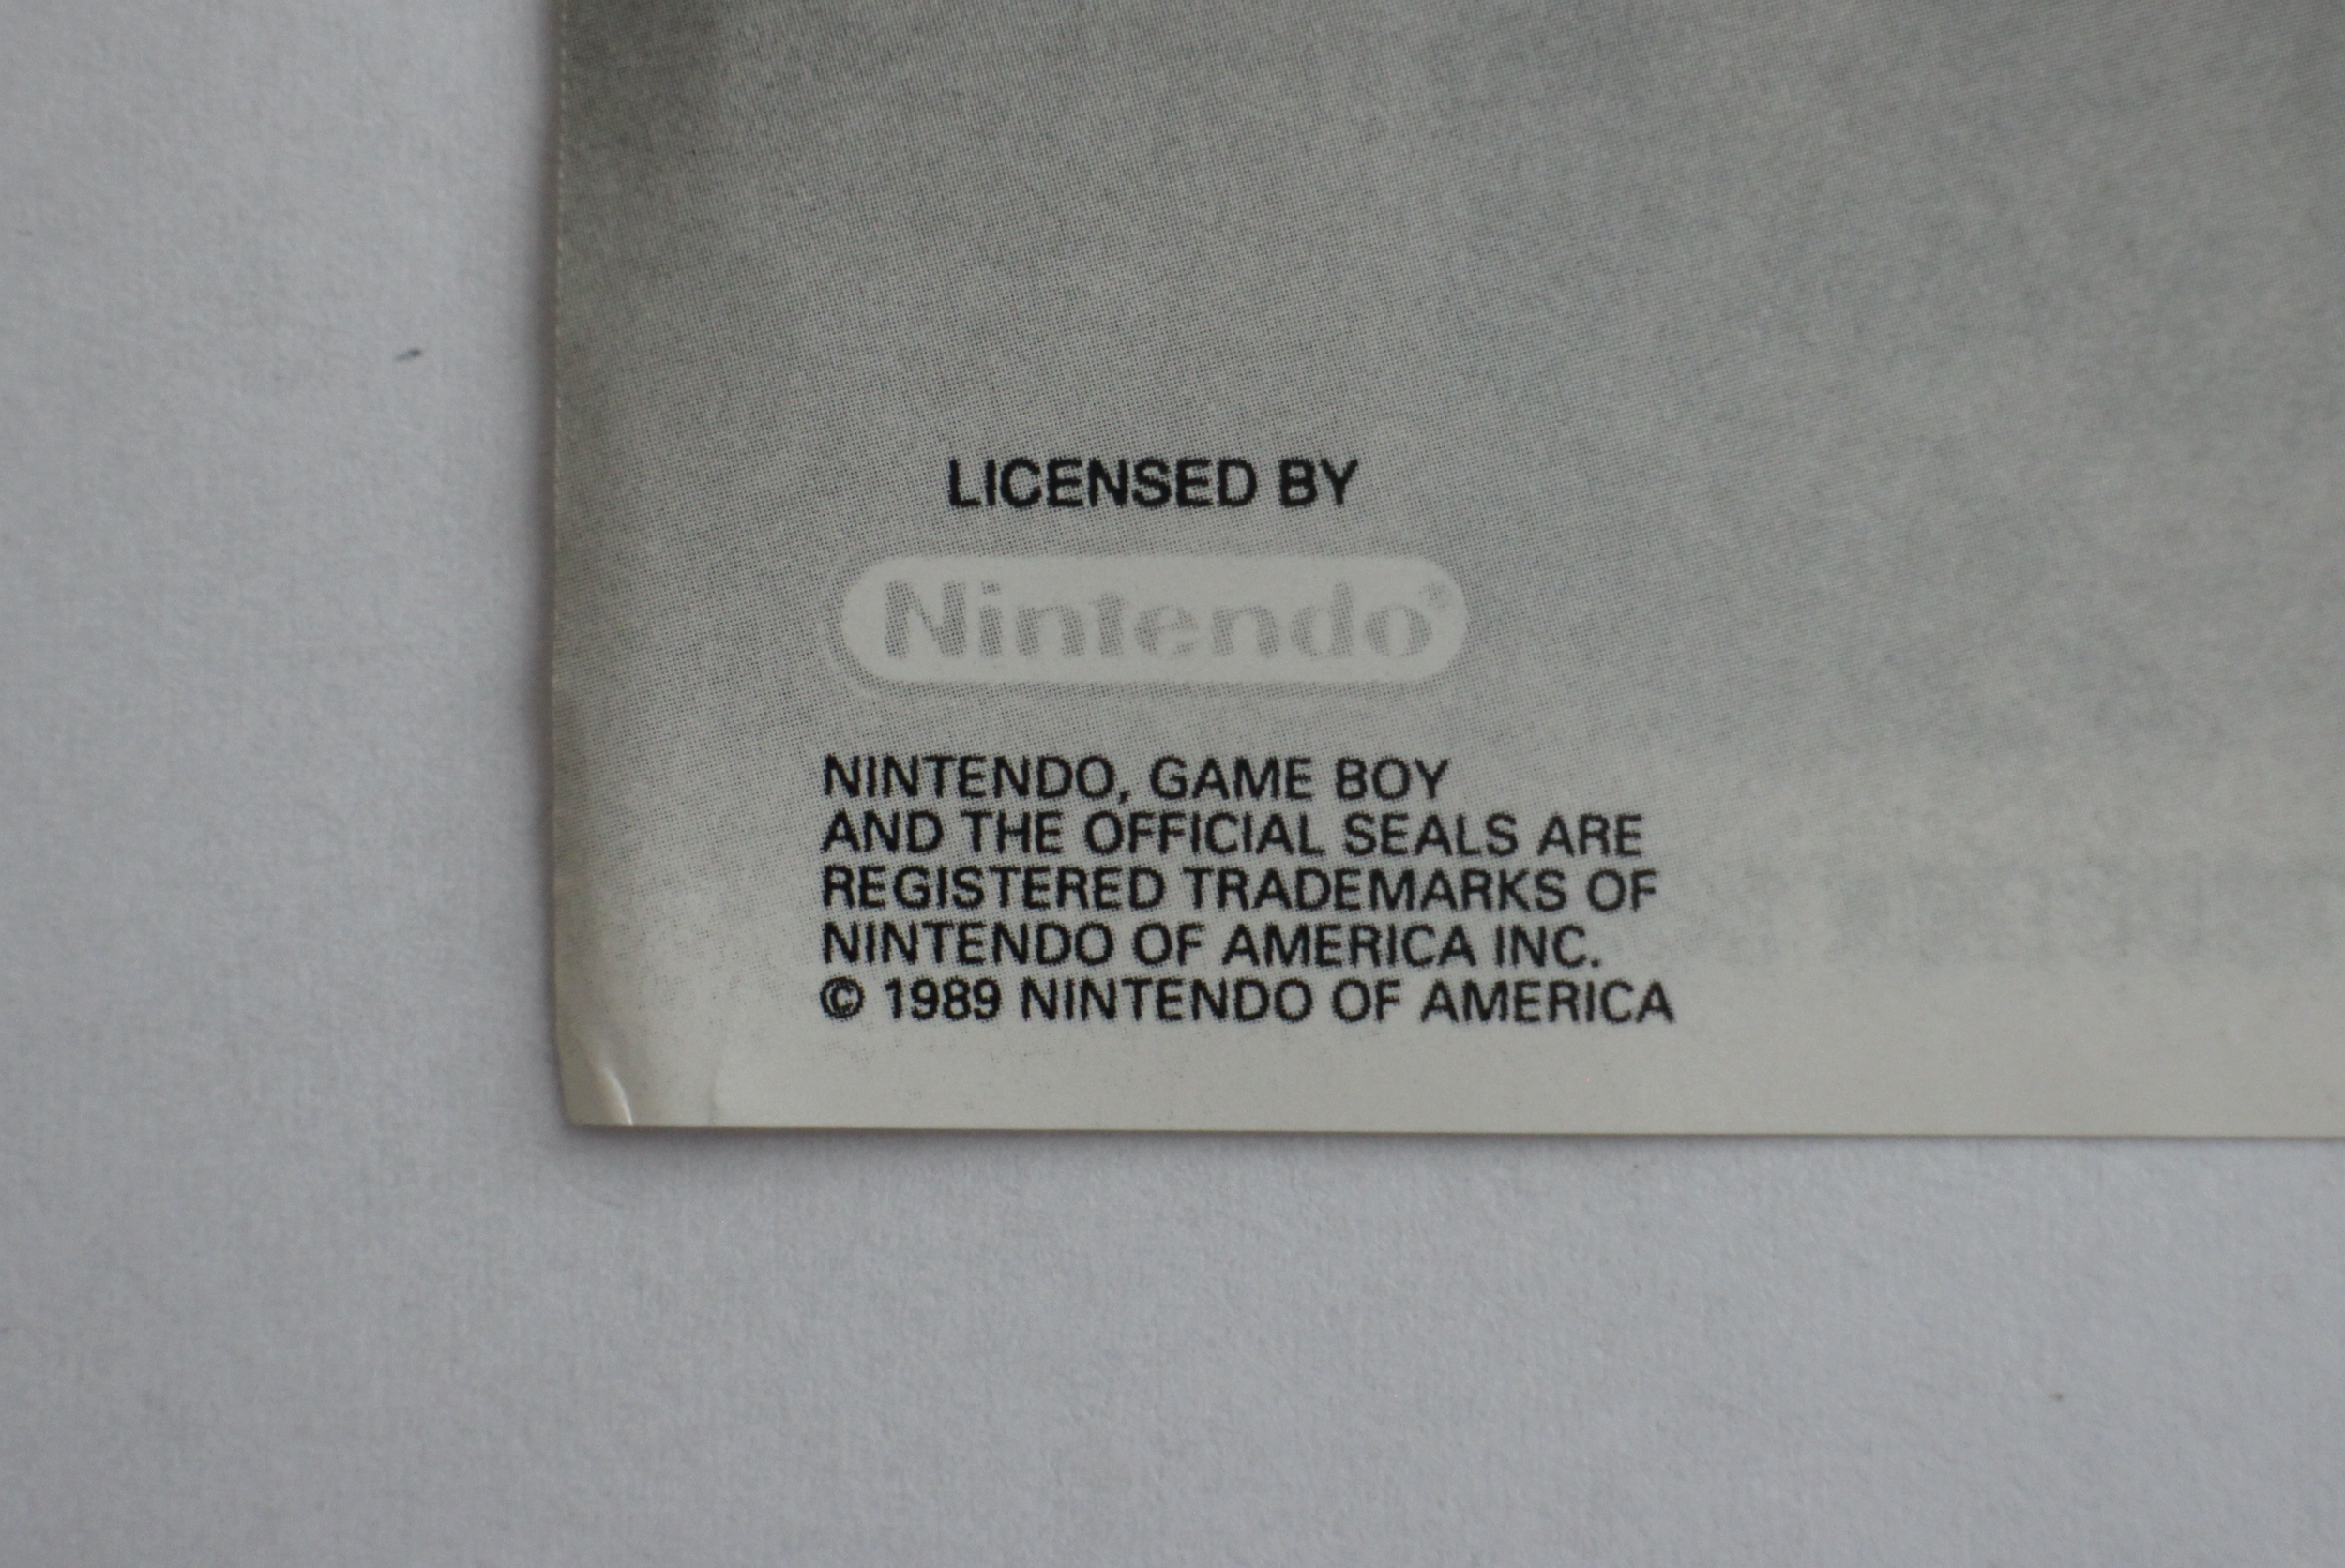 LICENSED BY
Nintendo®
NINTENDO, GAME BOY
AND THE OFFICIAL SEALS ARE
REGISTERED TRADEMARKS OF
NINTENDO OF AMERICA INC.
© 1989 NINTENDO OF AMERICA